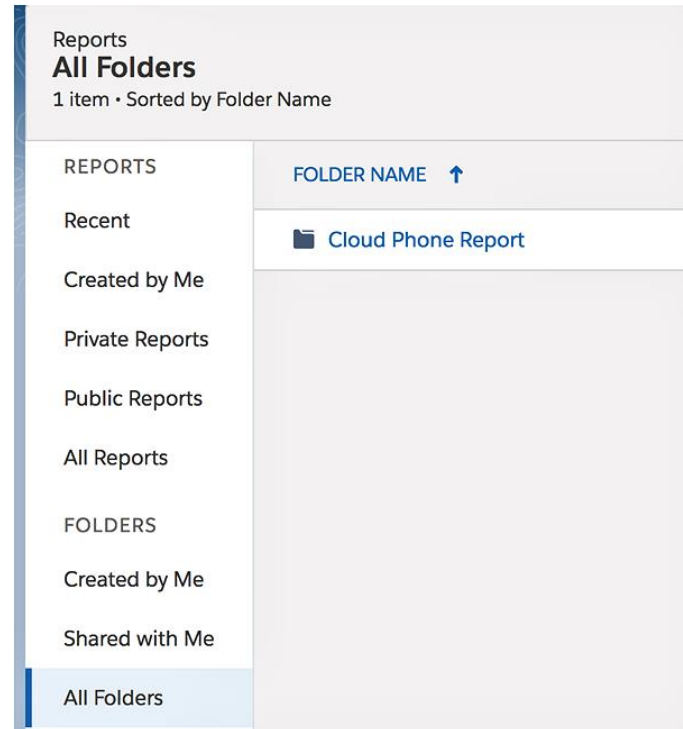 Reports
All Folders
1 item • Sorted by Folder Name
REPORTS
Recent
Created by Me
Private Reports
Public Reports
All Reports
FOLDERS
Created by Me
Shared with Me
All Folders
FOLDER NAME ↑
Cloud Phone Report